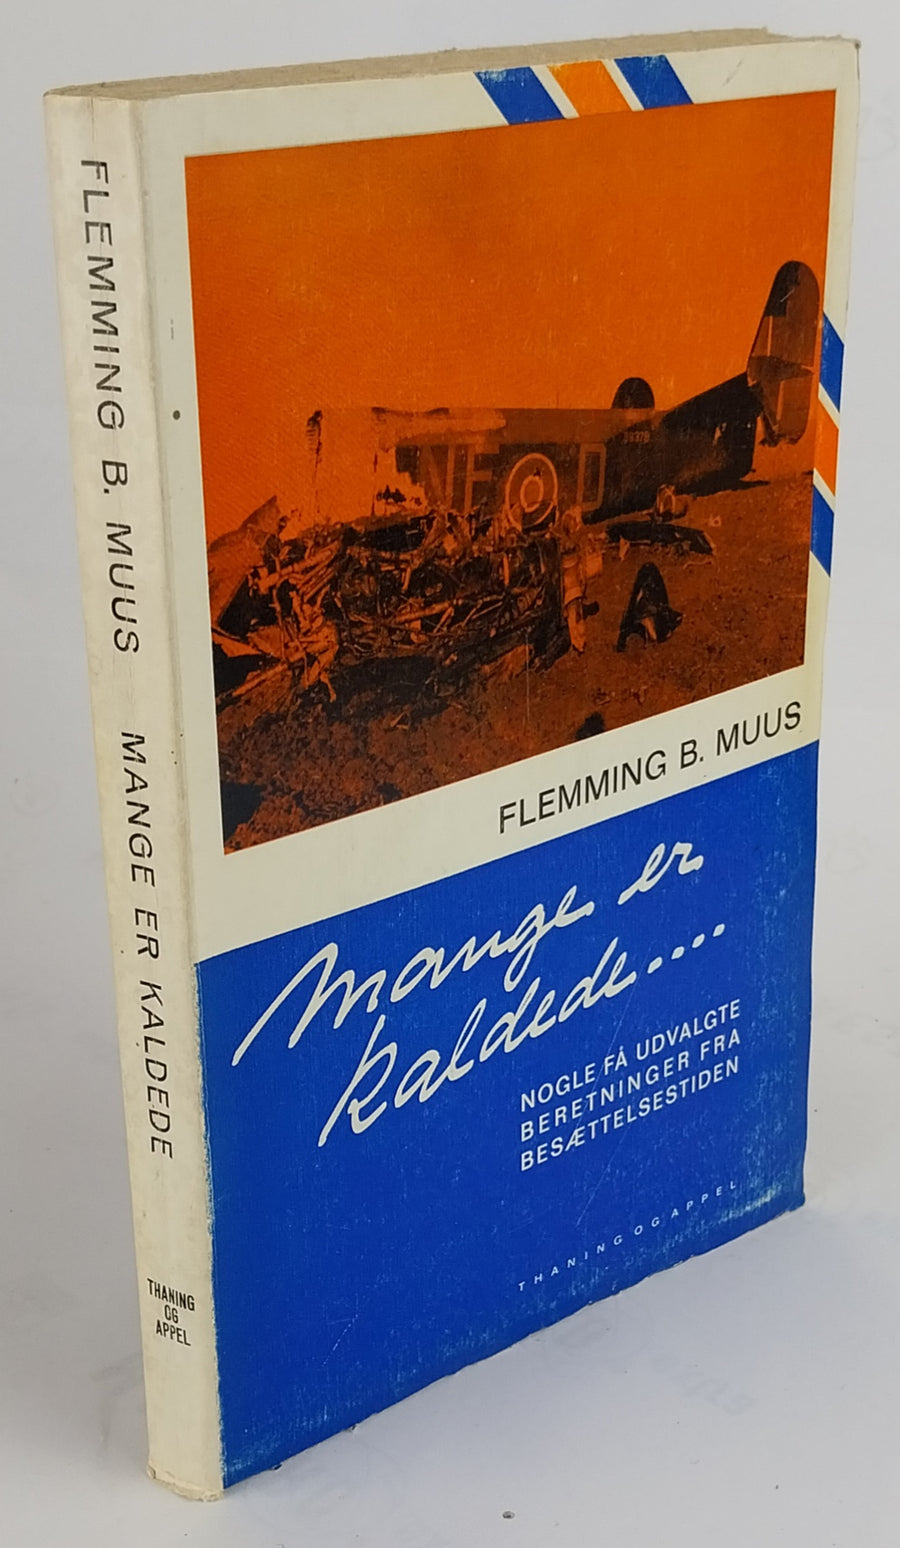 FLEMMING B. MUUS MANGE ER KALDEDE
THANING
OG
APPEL
NF D
FLEMMING B. MUUS
Mange er
kaldede....
NOGLE FÅ UDVALGTE
BERETNINGER FRA
BESÆTTELSESTIDEN
THANING OG APPEL